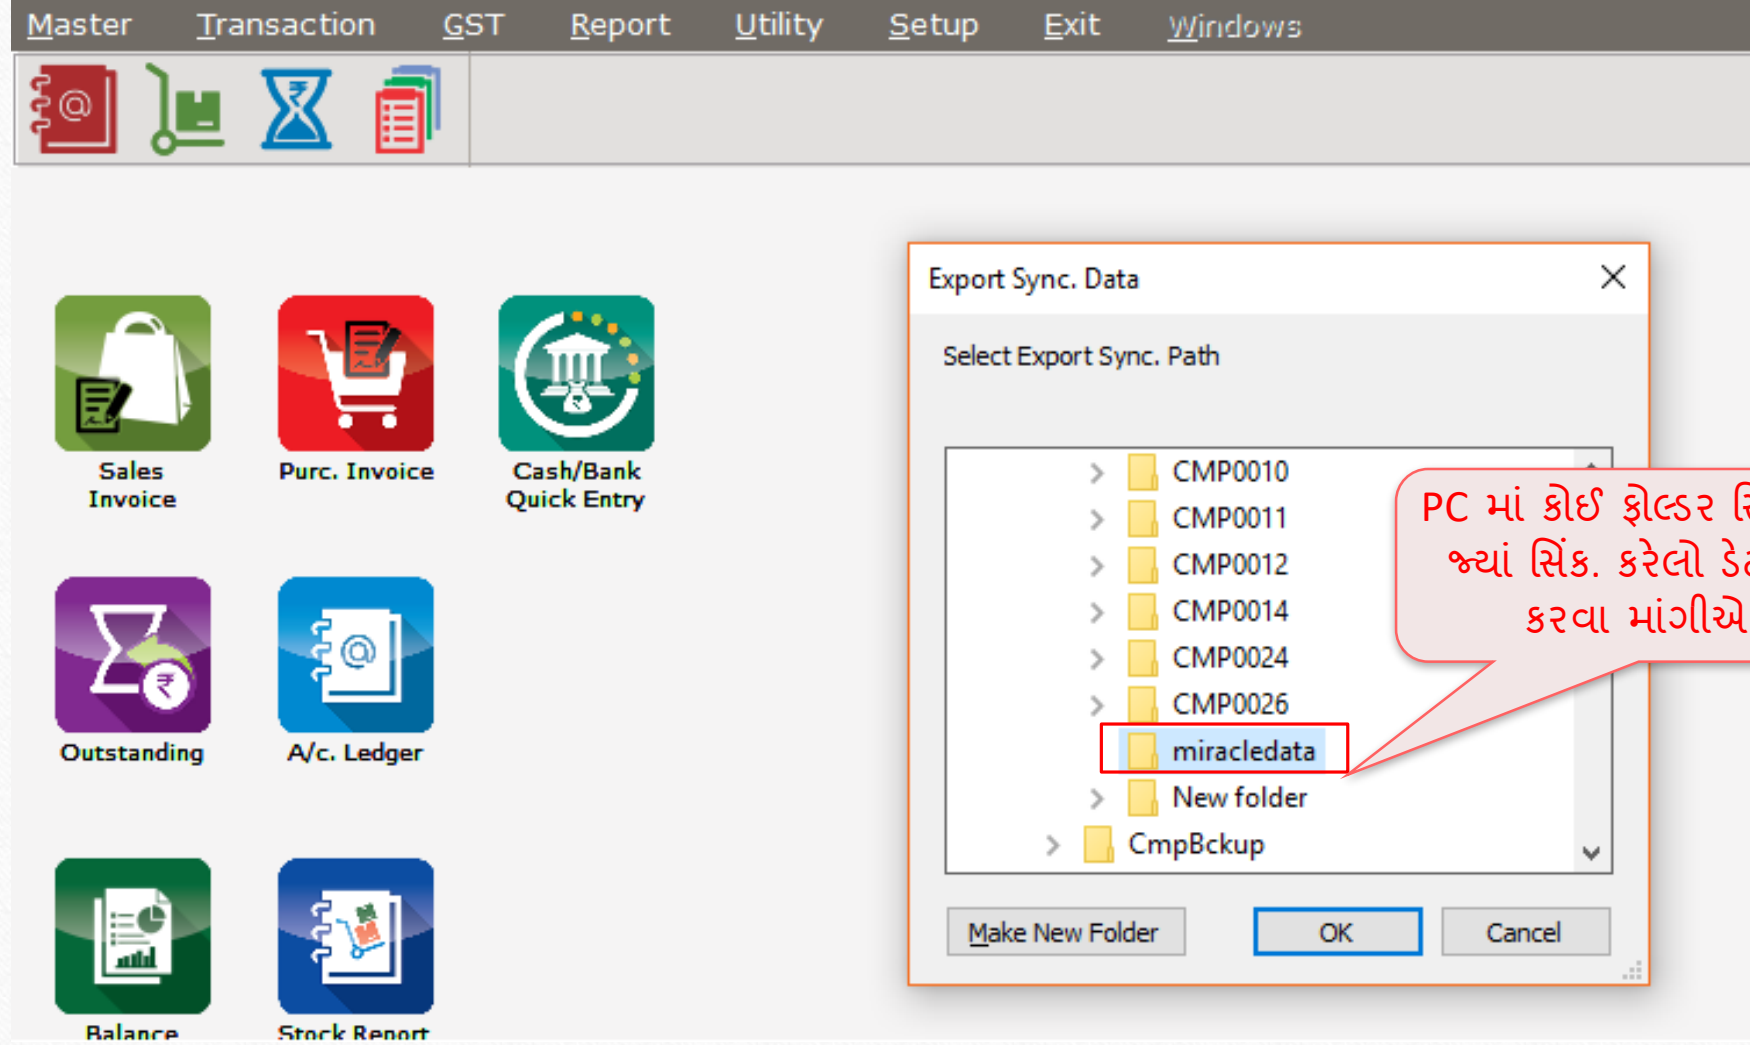 Master Transaction GST Report Utility Setup Exit Windows
Export Sync. Data
Select Export Sync. Path
CMP0010
CMP0011
CMP0012
CMP0014
CMP0024
CMP0026
miracledata
New folder
CmpBckup
Make New Folder OK Cancel
PC માં કોઈ ફોલ્ડર
જ્યાં સિંક. કરેલો
કરવા માંગીએ
Sales
Invoice
Purc. Invoice
Cash/Bank
Quick Entry
Outstanding
A/c. Ledger
Balance
Stock Report